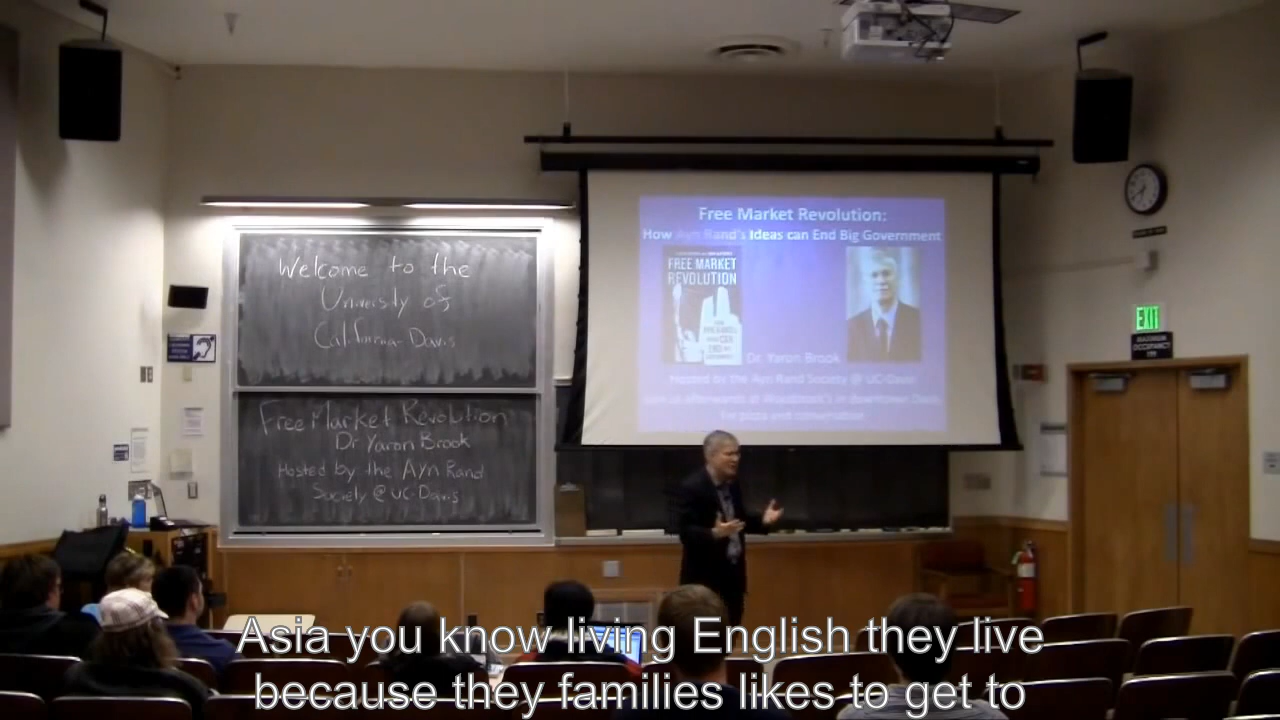 Welcome to the
University of
California-Davis
Free Market Revolution
Dr Yaron Brook
Hosted by the Ayn Rand
Society @ UC-Davis
Free Market Revolution:
How Ayn Rand's Ideas can End Big Government
FREE MARKET
REVOLUTION
Dr. Yaron Brook
Hosted by the Ayn Rand Society @ UC-Davis
EXIT
Asia you know living English they live
because they families likes to get to